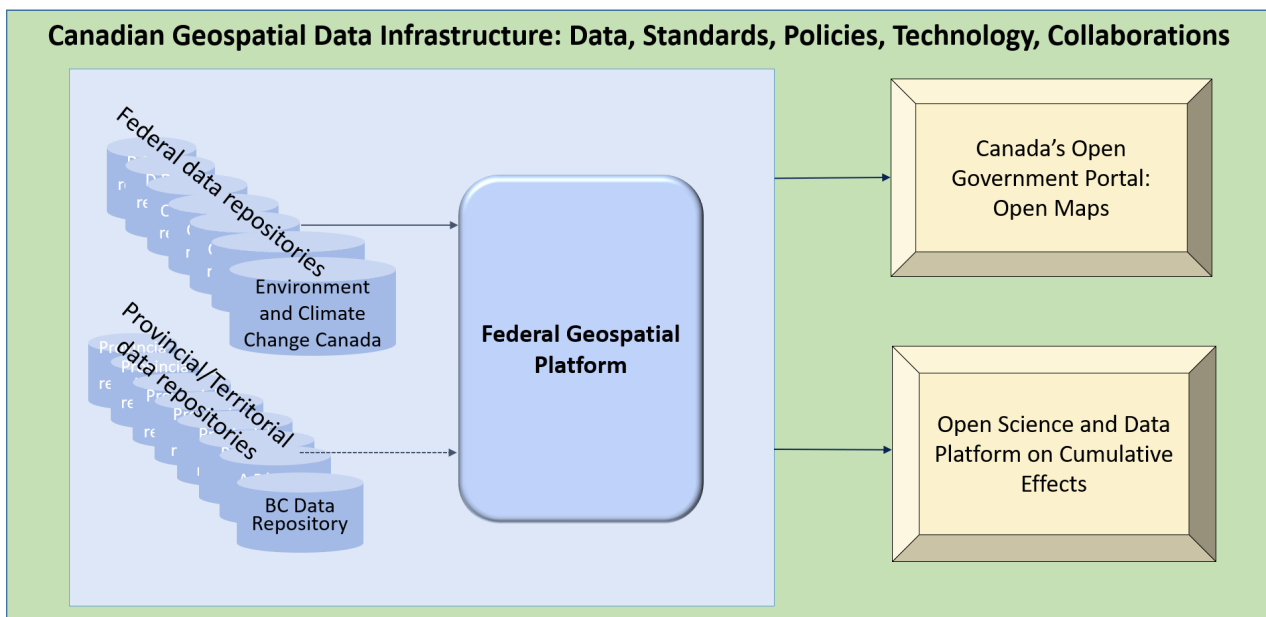 Canadian Geospatial Data Infrastructure: Data, Standards, Policies, Technology, Collaborations
Federal data repositories
Environment
and Climate
Change Canada
Provincial/Territorial
data repositories
BC Data
Repository
Federal Geospatial
Platform
Canada’s Open
Government Portal:
Open Maps
Open Science and Data
Platform on Cumulative
Effects